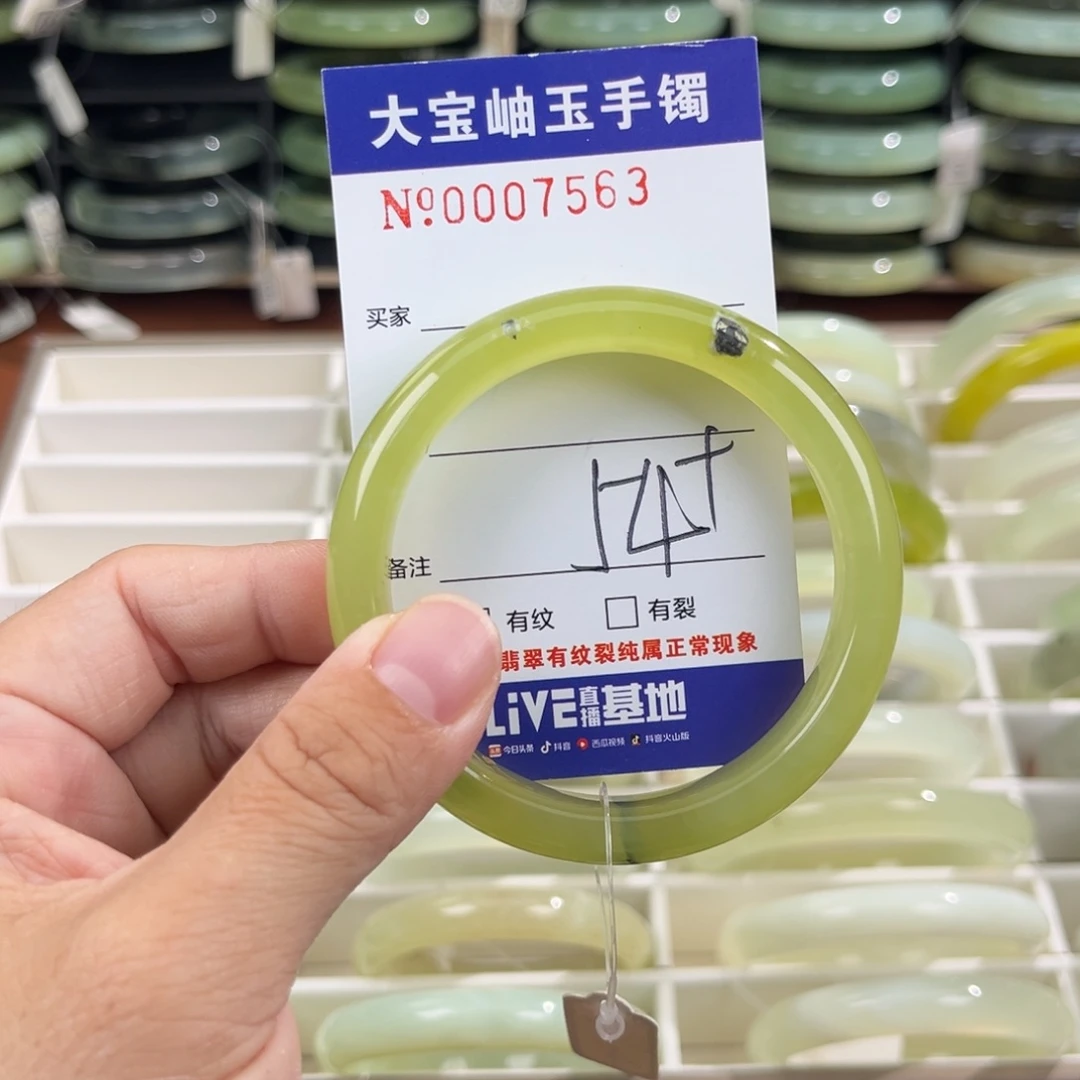 大宝岫玉手镯
№0007563
买家
备注
有纹 有裂
翡翠有纹裂纯属正常现象
LiVE直播基地
今日头条 抖音 西瓜视频 抖音火山版